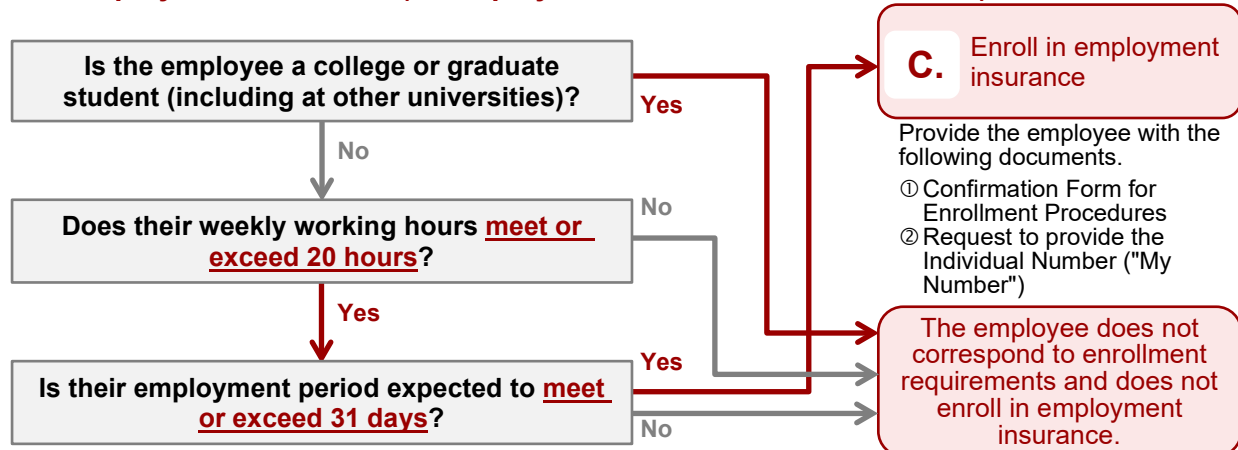 Is the employee a college or graduate
student (including at other universities)?
Yes
No
Does their weekly working hours meet or
exceed 20 hours?
No
Yes
Is their employment period expected to meet
or exceed 31 days?
Yes
No
C.
Enroll in employment
insurance
Provide the employee with the
following documents.
① Confirmation Form for
Enrollment Procedures
② Request to provide the
Individual Number ("My
Number")
The employee does not
correspond to enrollment
requirements and does not
enroll in employment
insurance.